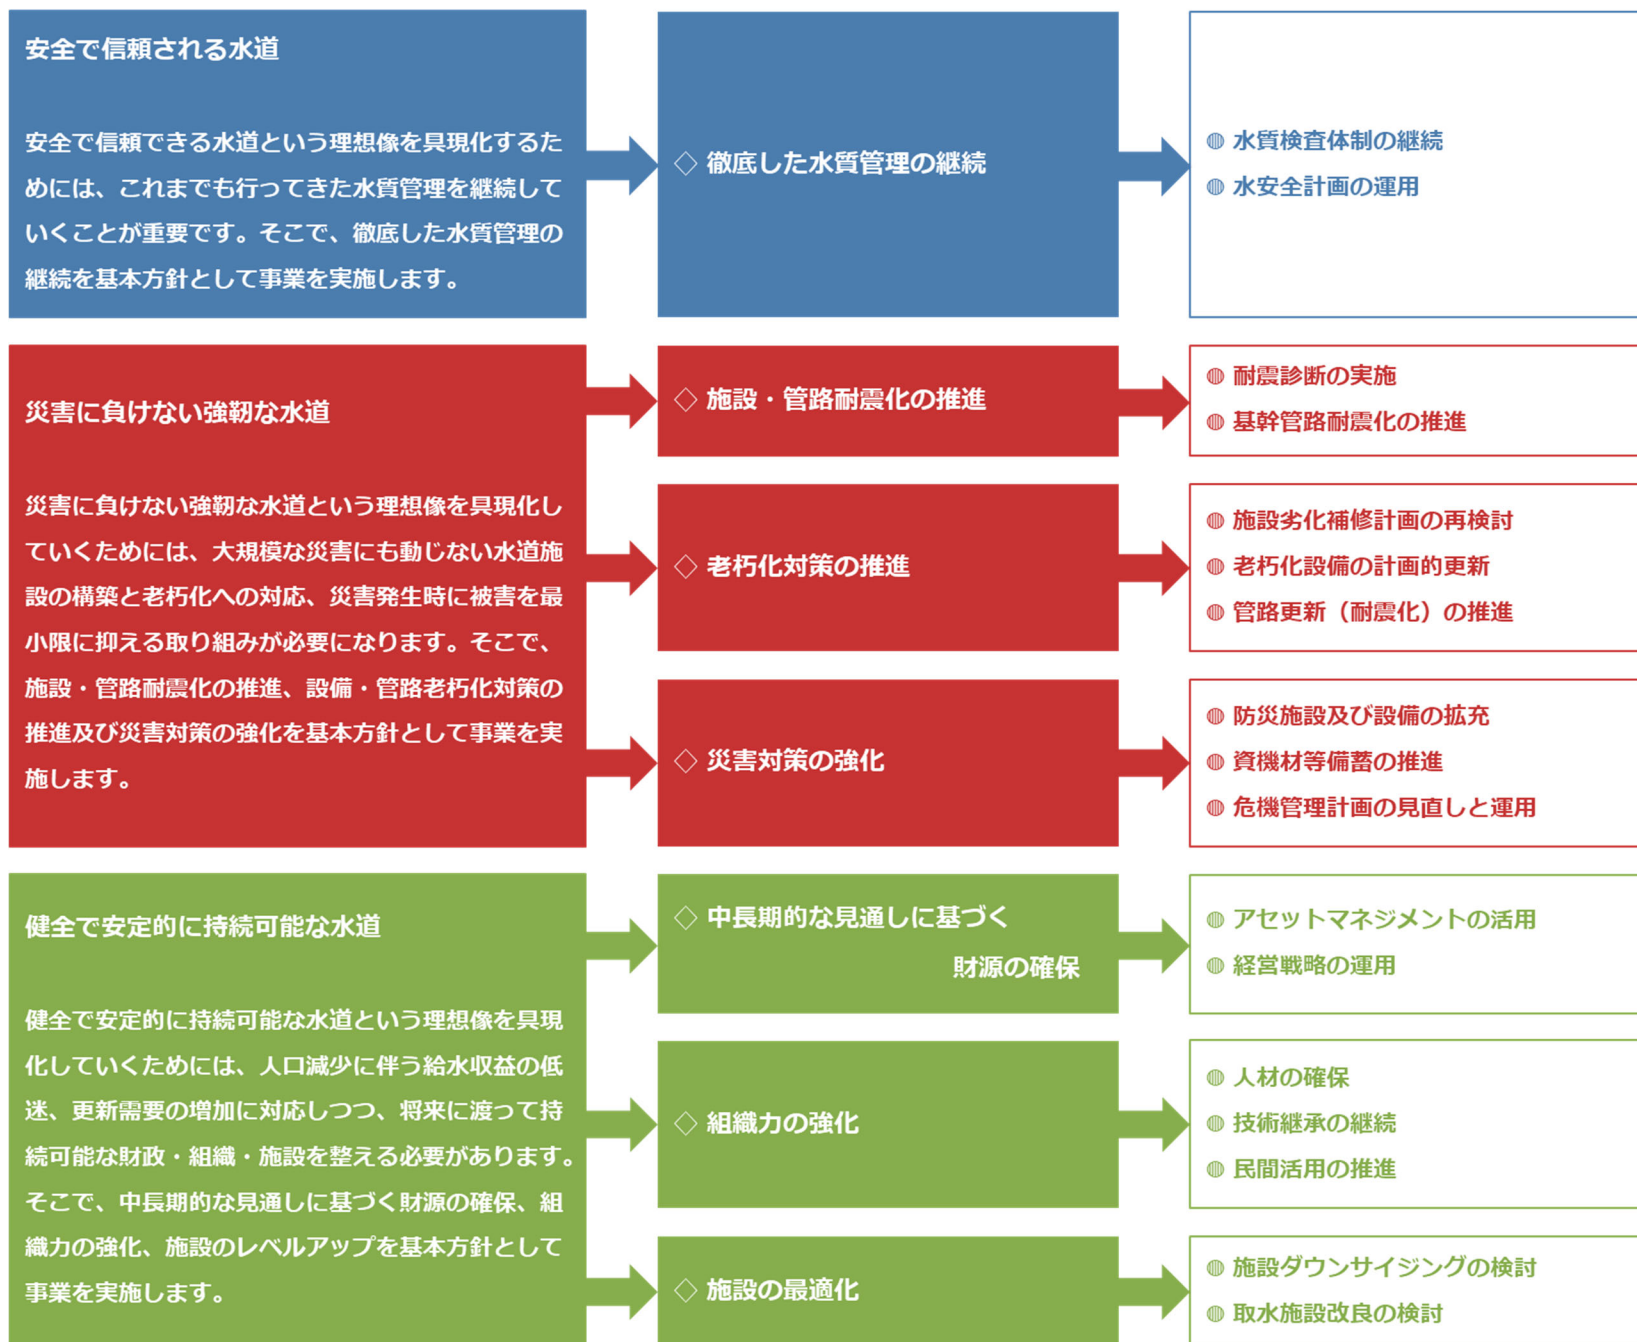 安全で信頼される水道
安全で信頼できる水道という理想像を具現化するた
めには、これまでも行ってきた水質管理を継続して
いくことが重要です。そこで、徹底した水質管理の
継続を基本方針として事業を実施します。
◇ 徹底した水質管理の継続
◍ 水質検査体制の継続
◍ 水安全計画の運用
災害に負けない強靭な水道
災害に負けない強靭な水道という理想像を具現化し
ていくためには、大規模な災害にも動じない水道施
設の構築と老朽化への対応、災害発生時に被害を最
小限に抑える取り組みが必要になります。そこで、
施設・管路耐震化の推進、設備・管路老朽化対策の
推進及び災害対策の強化を基本方針として事業を実
施します。
◇ 施設・管路耐震化の推進
◍ 耐震診断の実施
◍ 基幹管路耐震化の推進
◇ 老朽化対策の推進
◍ 施設劣化補修計画の再検討
◍ 老朽化設備の計画的更新
◍ 管路更新（耐震化）の推進
◇ 災害対策の強化
◍ 防災施設及び設備の拡充
◍ 資機材等備蓄の推進
◍ 危機管理計画の見直しと運用
健全で安定的に持続可能な水道
健全で安定的に持続可能な水道という理想像を具現
化していくためには、人口減少に伴う給水収益の低
迷、更新需要の増加に対応しつつ、将来に渡って持
続可能な財政・組織・施設を整える必要があります。
そこで、中長期的な見通しに基づく財源の確保、組
織力の強化、施設のレベルアップを基本方針として
事業を実施します。
◇ 中長期的な見通しに基づく
財源の確保
◍ アセットマネジメントの活用
◍ 経営戦略の運用
◇ 組織力の強化
◍ 人材の確保
◍ 技術継承の継続
◍ 民間活用の推進
◇ 施設の最適化
◍ 施設ダウンサイジングの検討
◍ 取水施設改良の検討